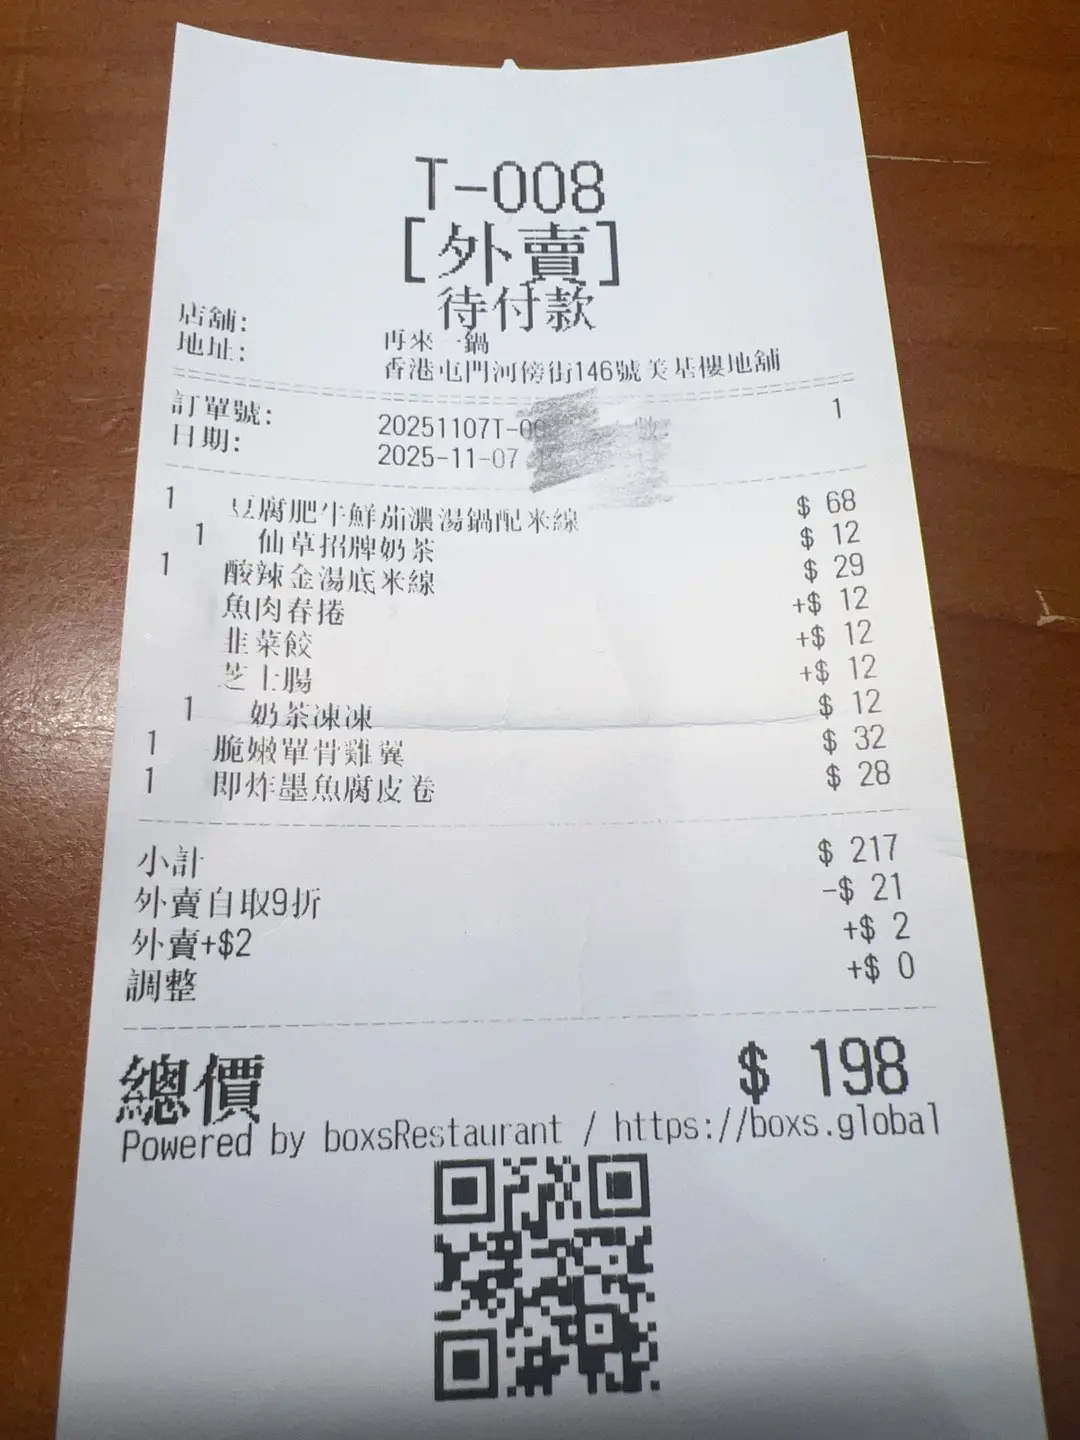 T-008
[外賣]
待付款
店舖: 再來一鍋
地址: 香港屯門河傍街146號美基樓地舖
訂單號: 20251107T-00 數: 1
日期: 2025-11-07
1 豆腐肥牛鮮茄濃湯鍋配米線 $ 68
1 仙草招牌奶茶 $ 12
1 酸辣金湯底米線 $ 29
魚肉春捲 +$ 12
韭菜餃 +$ 12
芝士腸 +$ 12
1 奶茶凍凍 $ 12
1 脆嫩單骨雞翼 $ 32
1 即炸墨魚腐皮卷 $ 28
小計 $ 217
外賣自取9折 -$ 21
外賣+$2 +$ 2
調整 +$ 0
總價 $ 198
Powered by boxsRestaurant / https://boxs.global